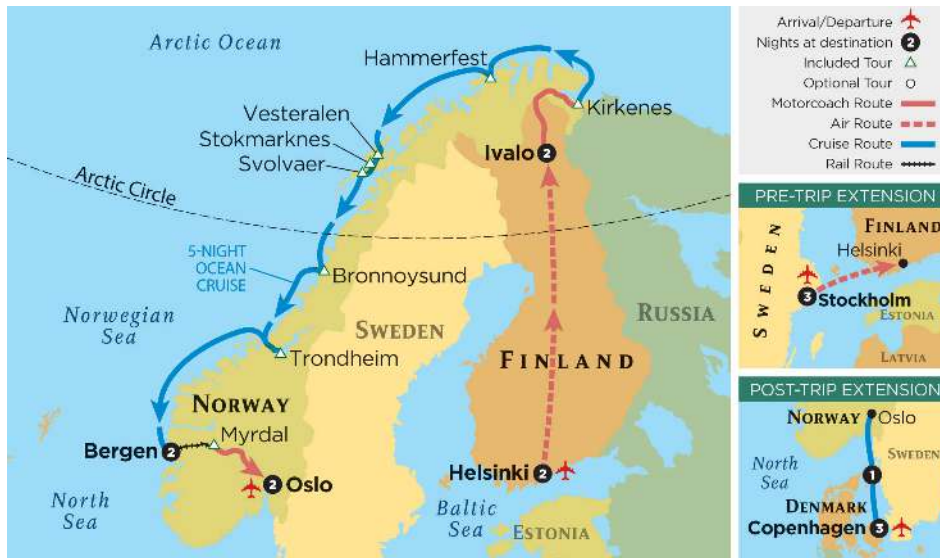 Arctic Ocean
Hammerfest
Kirkenes
Vesteralen
Stokmarknes
Svolvaer
Ivalo 2
Arctic Circle
5-NIGHT
OCEAN
CRUISE
Bronnoysund
Norwegian
Sea
SWEDEN
RUSSIA
Trondheim
FINLAND
NORWAY
Myrdal
Bergen 2
2 Oslo
Helsinki 2
North
Sea
Baltic
Sea
ESTONIA
Arrival/Departure
Nights at destination 2
Included Tour
Optional Tour
Motorcoach Route
Air Route
Cruise Route
Rail Route
PRE-TRIP EXTENSION
FINLAND
Helsinki
SWEDEN
3 Stockholm
ESTONIA
LATVIA
POST-TRIP EXTENSION
NORWAY Oslo
SWEDEN
North
Sea
1
DENMARK
Copenhagen 3